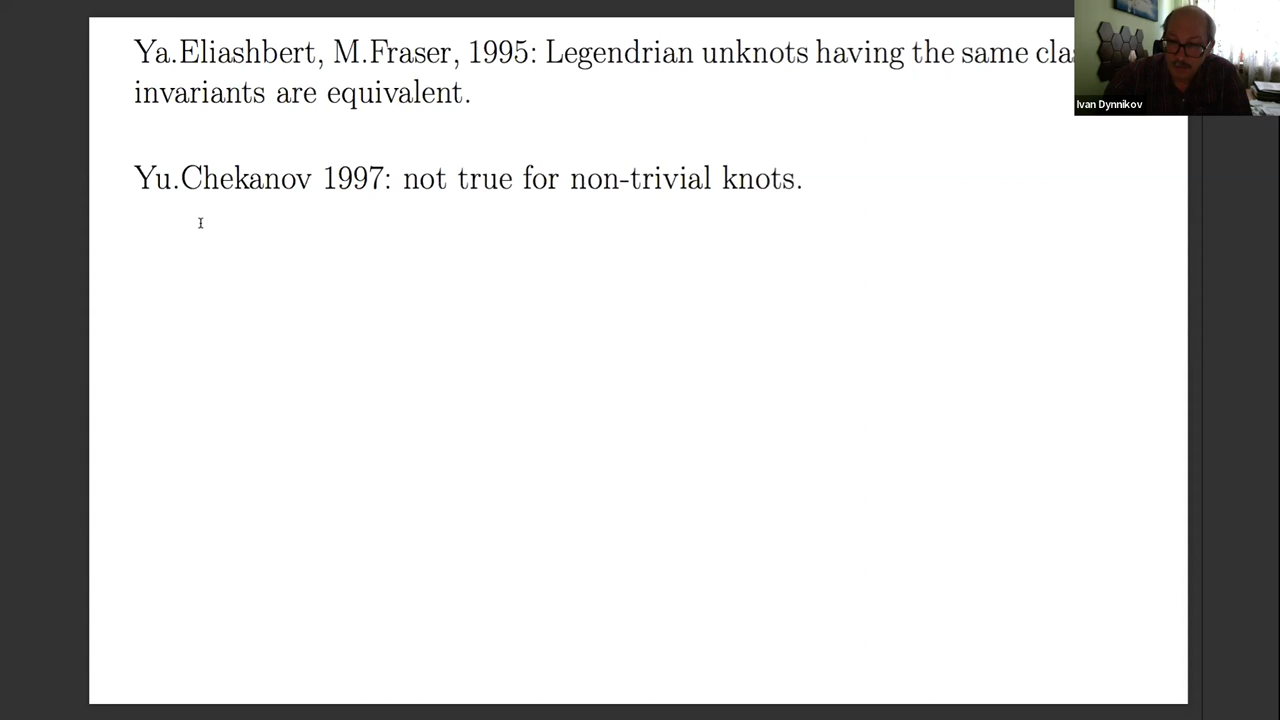 Ya.Eliashbert, M.Fraser, 1995: Legendrian unknots having the same
invariants are equivalent.
Yu.Chekanov 1997: not true for non-trivial knots.
Ivan Dynnikov